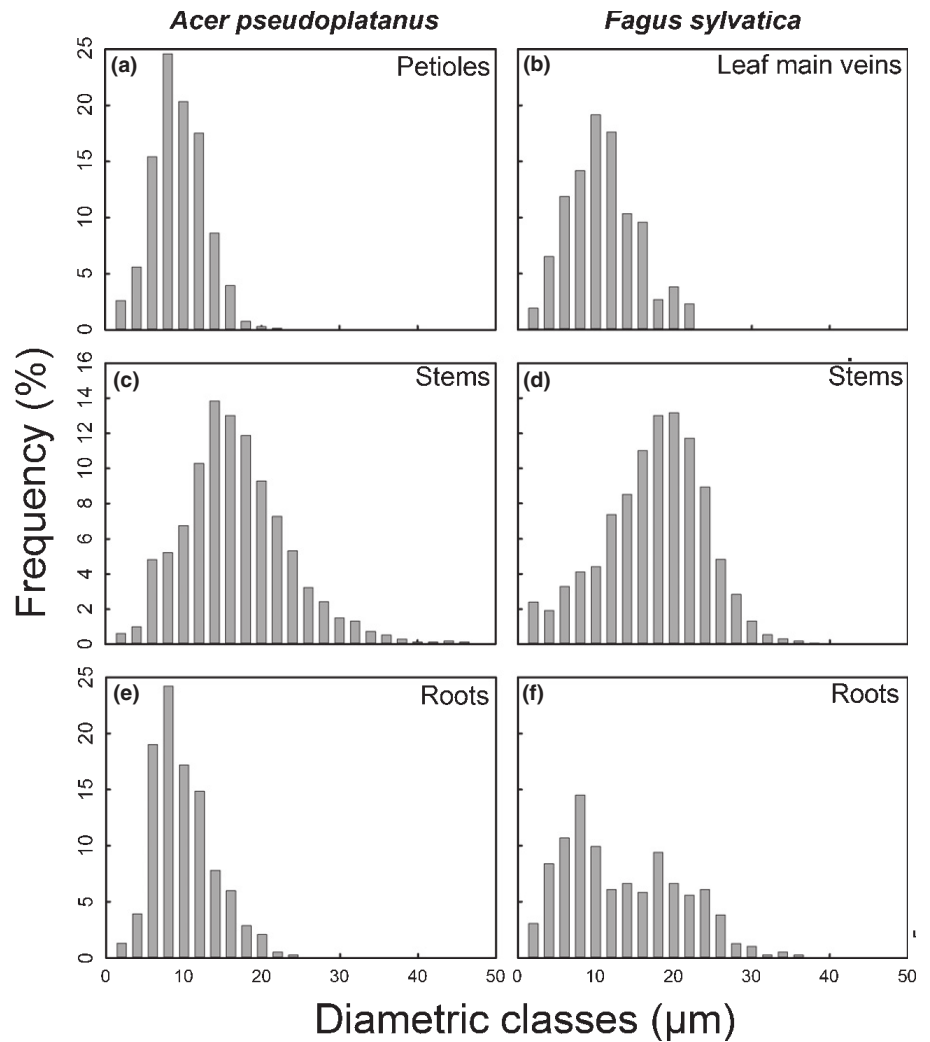 Acer pseudoplatanus
Fagus sylvatica
(a)
Petioles
(b)
Leaf main veins
25
20
15
10
5
0
(c)
Stems
(d)
Stems
16
14
12
10
8
6
4
2
0
(e)
Roots
(f)
Roots
25
20
15
10
5
0
0 10 20 30 40 50
0 10 20 30 40 50
Frequency (%)
Diametric classes (µm)